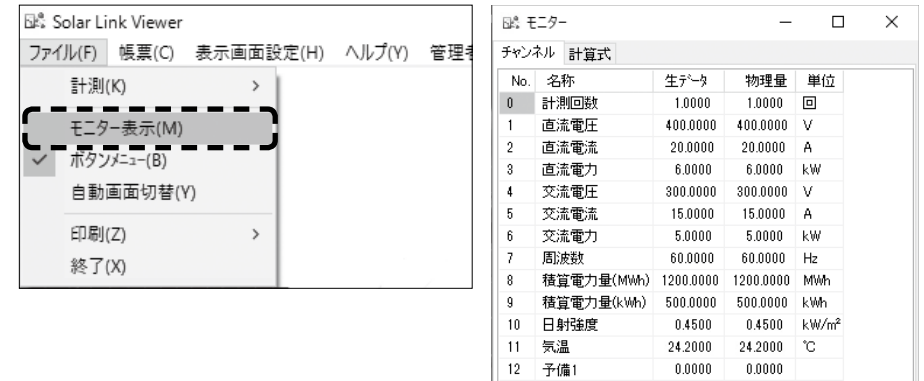 Solar Link Viewer
ファイル(F) 帳票(C) 表示画面設定(H) ヘルプ(Y) 管理者
計測(K) >
モニター表示(M)
ボタンメニュー(B)
自動画面切替(Y)
印刷(Z) >
終了(X)
モニター
チャンネル 計算式
No. 名称 生データ 物理量 単位
0 計測回数 1.0000 1.0000 回
1 直流電圧 400.0000 400.0000 V
2 直流電流 20.0000 20.0000 A
3 直流電力 6.0000 6.0000 kW
4 交流電圧 300.0000 300.0000 V
5 交流電流 15.0000 15.0000 A
6 交流電力 5.0000 5.0000 kW
7 周波数 60.0000 60.0000 Hz
8 積算電力量(MWh) 1200.0000 1200.0000 MWh
9 積算電力量(kWh) 500.0000 500.0000 kWh
10 日射強度 0.4500 0.4500 kW/m²
11 気温 24.2000 24.2000 ℃
12 予備1 0.0000 0.0000